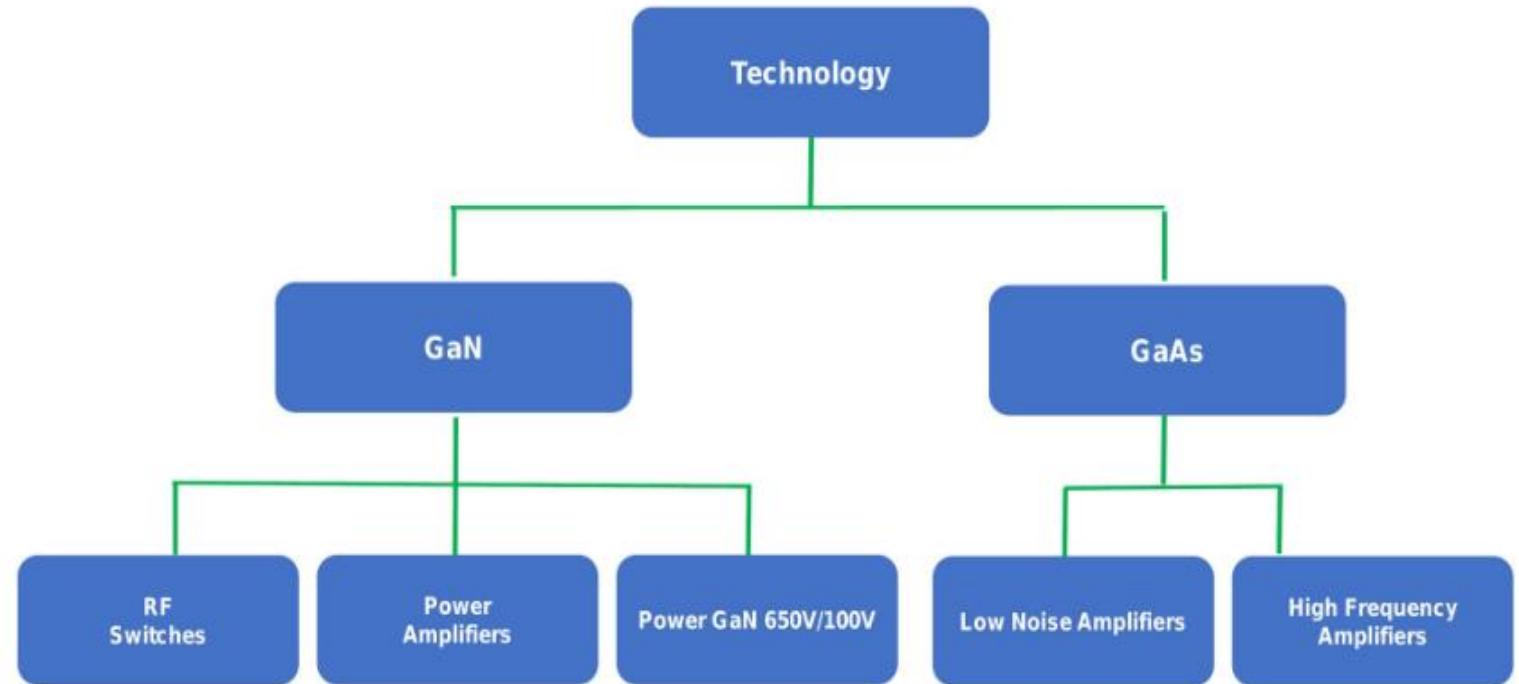 Technology
GaN
GaAs
RF
Switches
Power
Amplifiers
Power GaN 650V/100V
Low Noise Amplifiers
High Frequency
Amplifiers